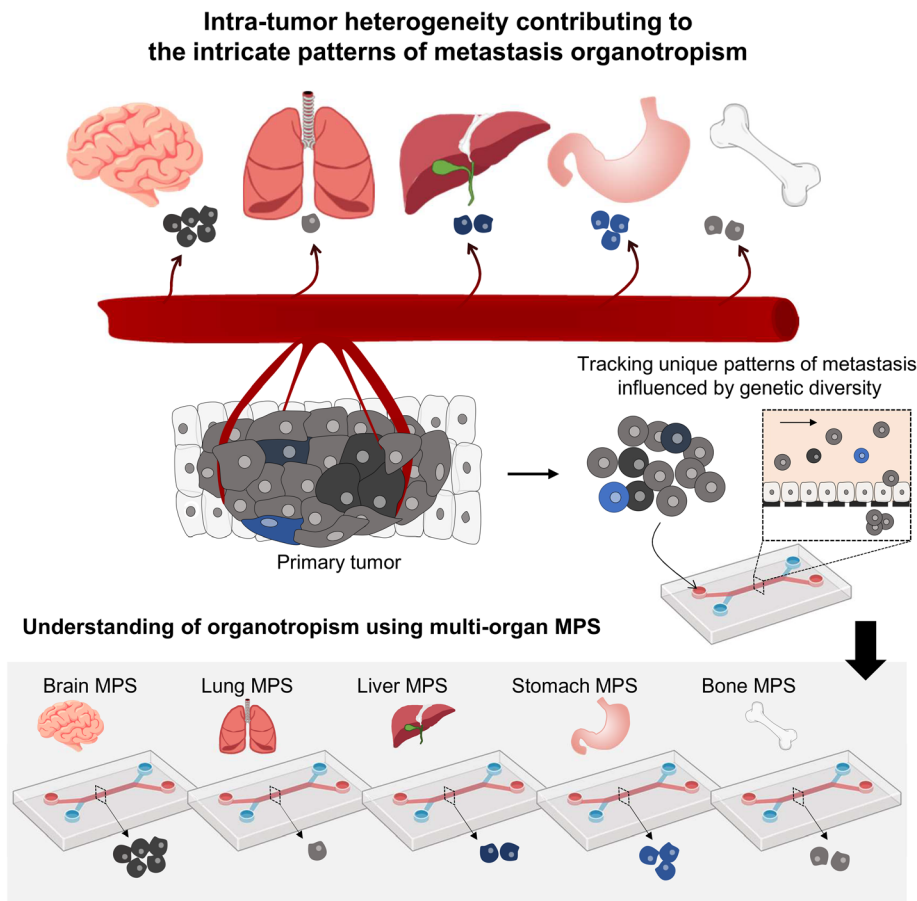 Intra-tumor heterogeneity contributing to
the intricate patterns of metastasis organotropism
Tracking unique patterns of metastasis
influenced by genetic diversity
Primary tumor
Understanding of organotropism using multi-organ MPS
Brain MPS
Lung MPS
Liver MPS
Stomach MPS
Bone MPS